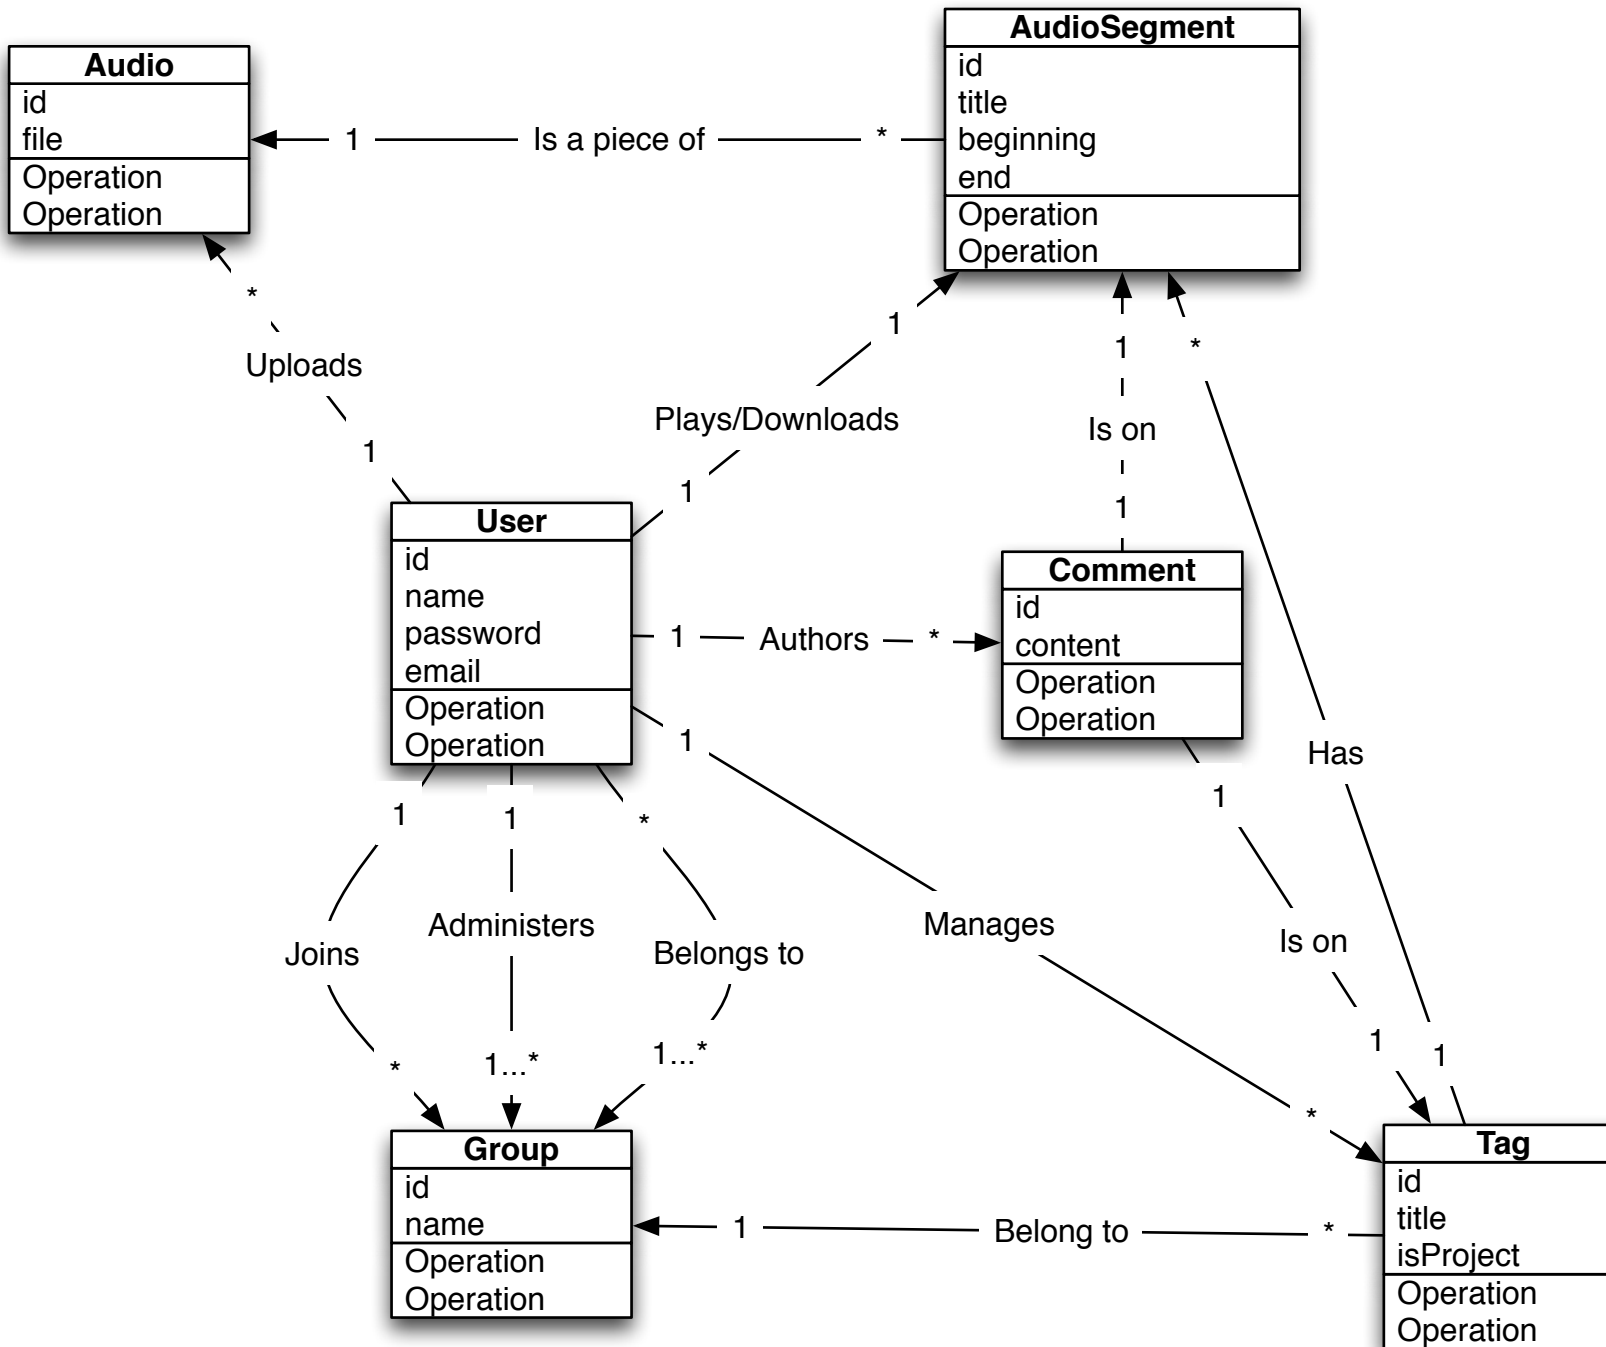 AudioSegment
id
title
beginning
end
Operation
Operation
Audio
id
file
Operation
Operation
1 Is a piece of *
*
Uploads
1
1
Plays/Downloads
1
1
Is on
1
*
Has
1
User
id
name
password
email
Operation
Operation
1 Authors *
Comment
id
content
Operation
Operation
1
Manages
*
1
Is on
1
1
Joins
*
1
Administers
1...*
*
Belongs to
1...*
Group
id
name
Operation
Operation
1 Belong to *
Tag
id
title
isProject
Operation
Operation